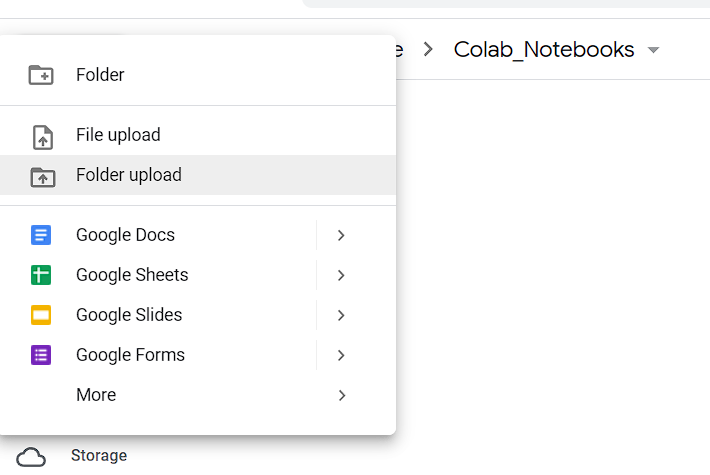 Folder
e > Colab_Notebooks
File upload
Folder upload
Google Docs
Google Sheets
Google Slides
Google Forms
More
Storage